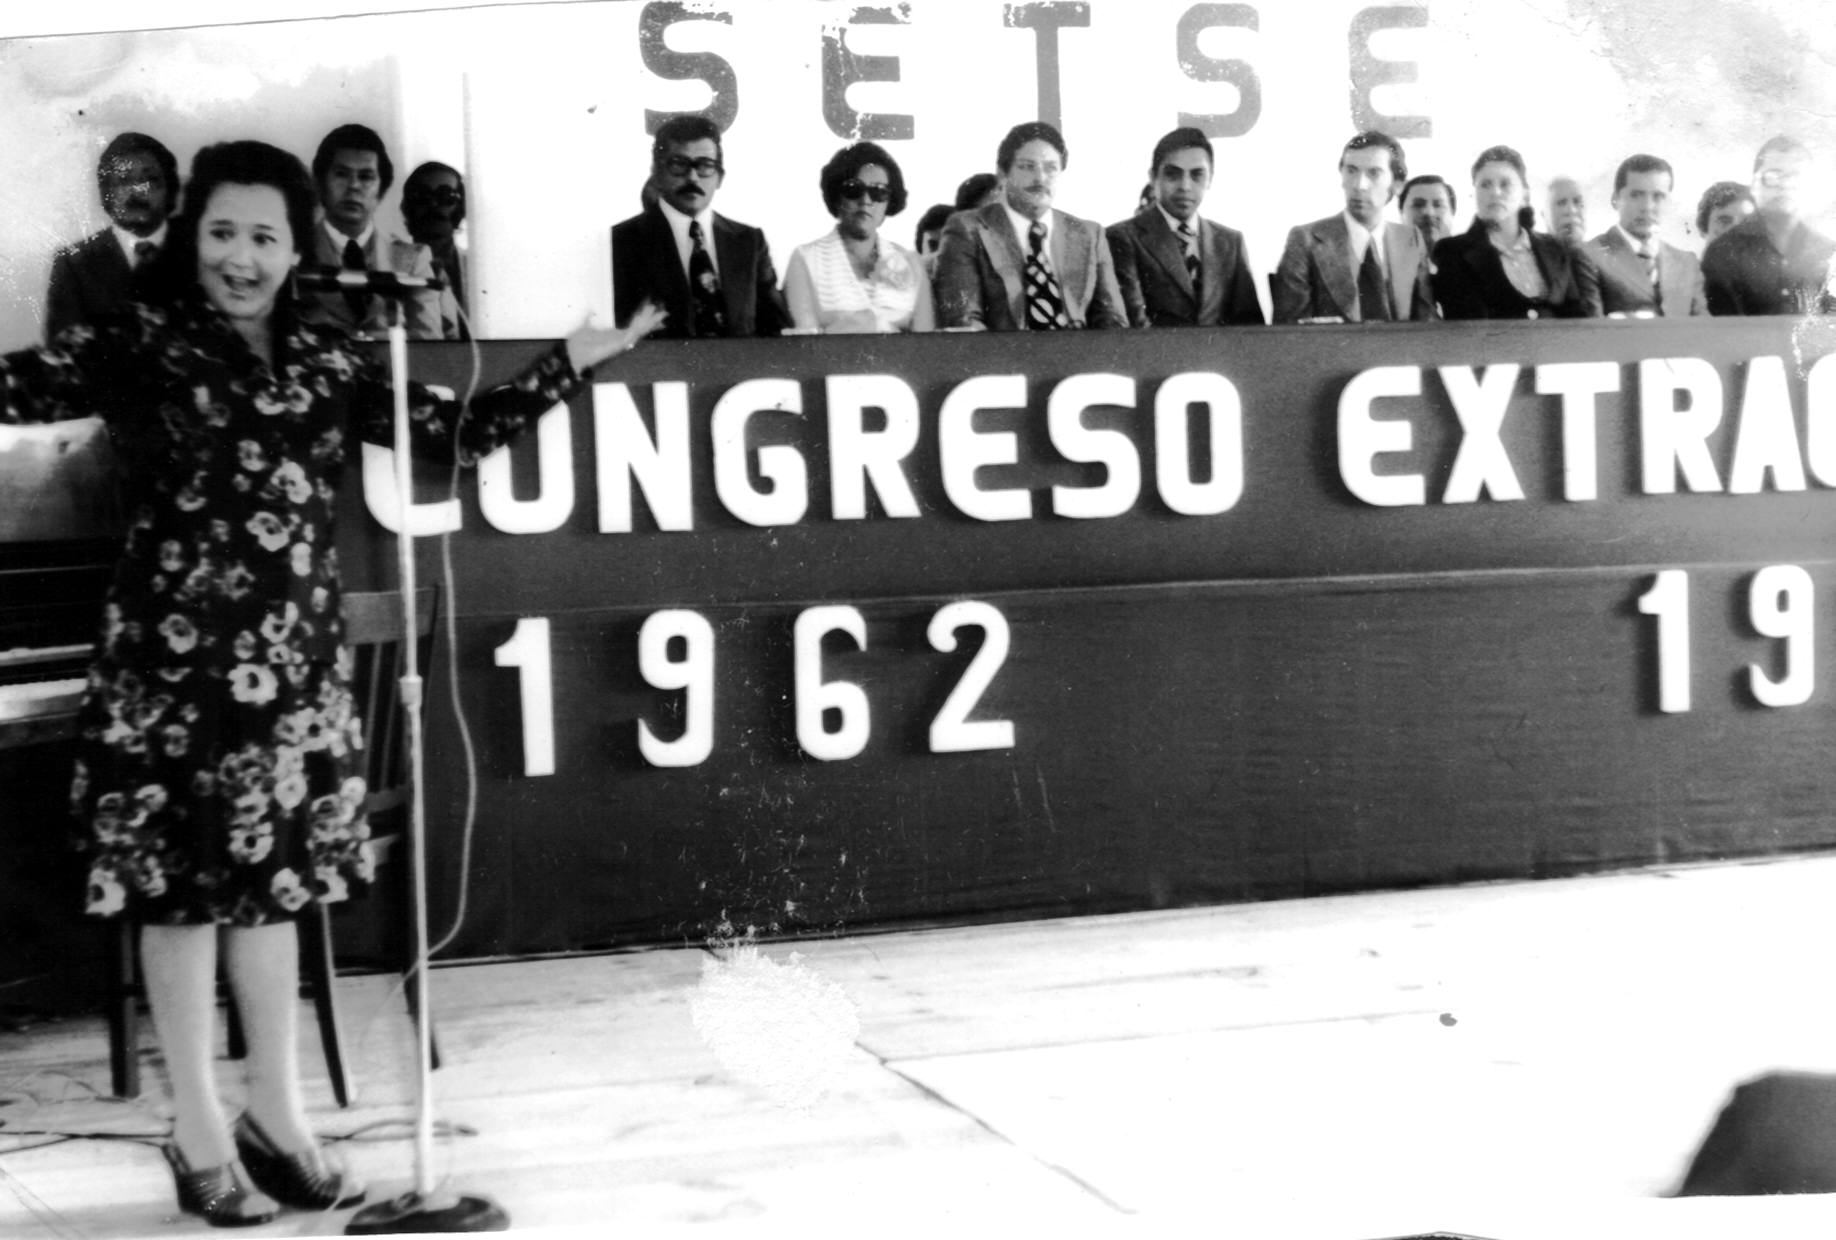 SETSE
CONGRESO EXTRAO
1962 19